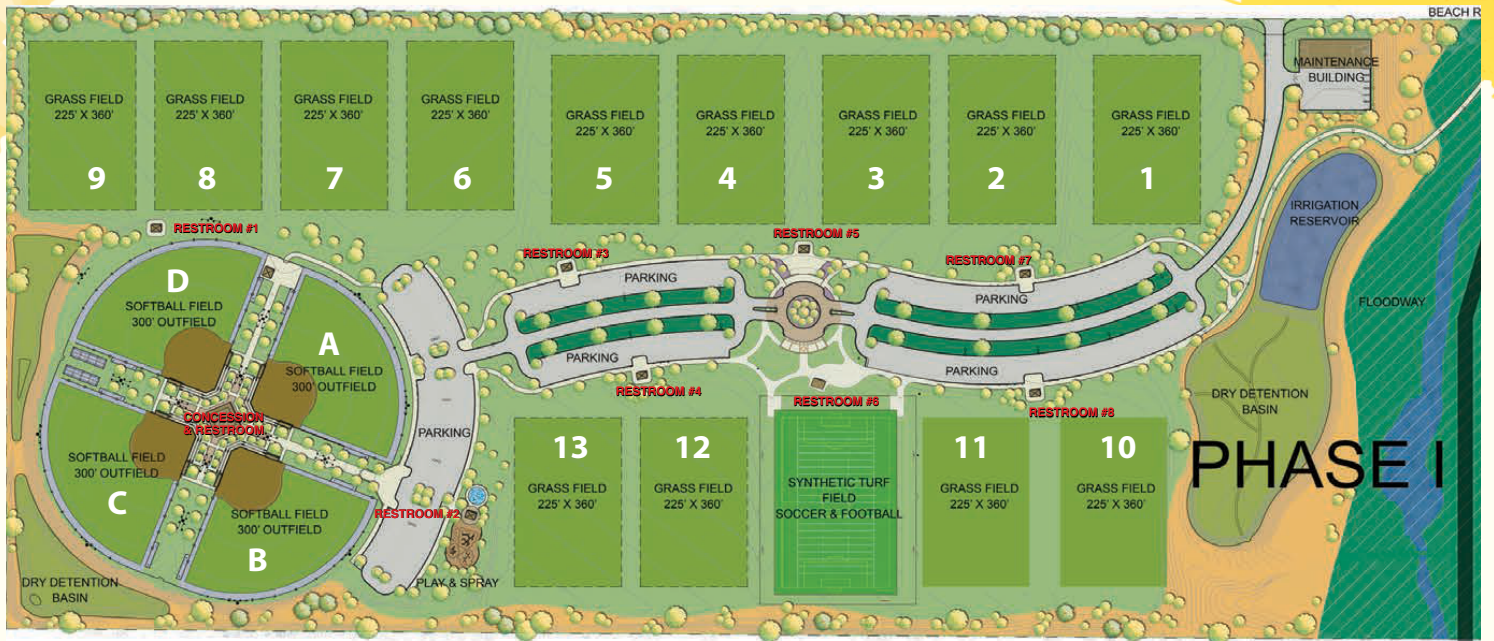 BEACH R
MAINTENANCE
BUILDING
GRASS FIELD
225' X 360'
9
GRASS FIELD
225' X 360'
8
GRASS FIELD
225' X 360'
7
GRASS FIELD
225' X 360'
6
GRASS FIELD
225' X 360'
5
GRASS FIELD
225' X 360'
4
GRASS FIELD
225' X 360'
3
GRASS FIELD
225' X 360'
2
GRASS FIELD
225' X 360'
1
IRRIGATION
RESERVOIR
RESTROOM #1
RESTROOM #3
RESTROOM #5
RESTROOM #7
PARKING
PARKING
FLOODWAY
D
SOFTBALL FIELD
300' OUTFIELD
A
SOFTBALL FIELD
300' OUTFIELD
PARKING
PARKING
RESTROOM #4
RESTROOM #6
RESTROOM #8
DRY DETENTION
BASIN
CONCESSION
& RESTROOM
PARKING
SOFTBALL FIELD
300' OUTFIELD
C
SOFTBALL FIELD
300' OUTFIELD
B
RESTROOM #2
PLAY & SPRAY
13
GRASS FIELD
225' X 360'
12
GRASS FIELD
225' X 360'
SYNTHETIC TURF
FIELD
SOCCER & FOOTBALL
11
GRASS FIELD
225' X 360'
10
GRASS FIELD
225' X 360'
PHASE I
DRY DETENTION
BASIN